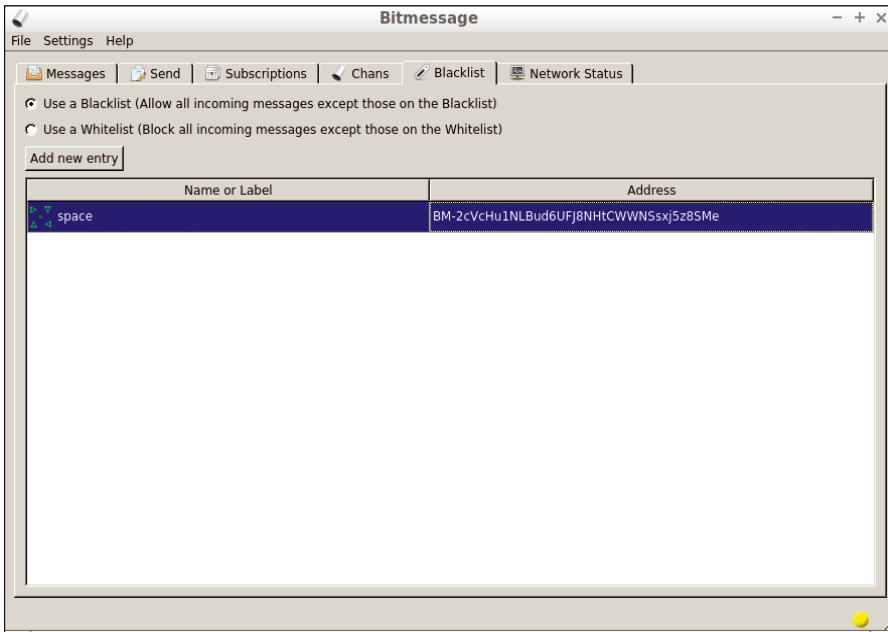 Bitmessage
File Settings Help
Messages Send Subscriptions Chans Blacklist Network Status
Use a Blacklist (Allow all incoming messages except those on the Blacklist)
Use a Whitelist (Block all incoming messages except those on the Whitelist)
Add new entry
Name or Label Address
space BM-2cVcHu1NLBud6UFJ8NHtCWWNSsxj5z8SMe